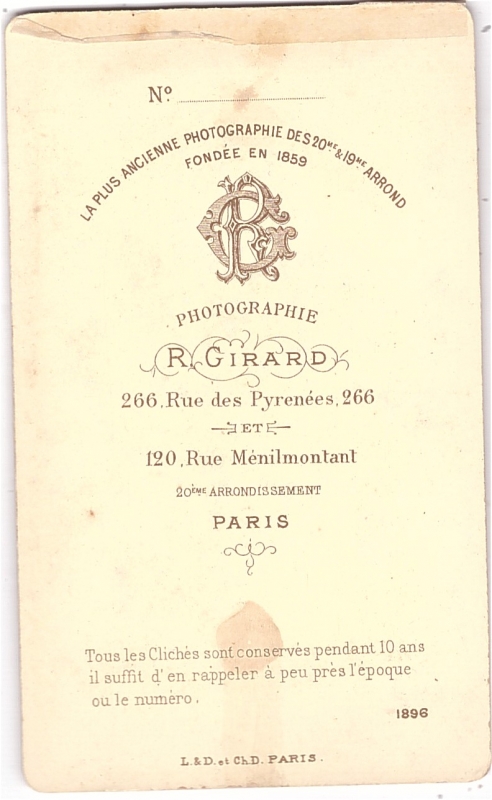 Nº
LA PLUS ANCIENNE PHOTOGRAPHIE DES 20ME & 19ME ARROND
FONDÉE EN 1859
RG
PHOTOGRAPHIE
R. GIRARD
266, Rue des Pyrenées, 266
ET
120, Rue Ménilmontant
20ÈME ARRONDISSEMENT
PARIS
Tous les Clichés sont conservés pendant 10 ans
il suffit d'en rappeler à peu près l'époque
ou le numéro.
1896
L. & D. et Ch. D. PARIS.